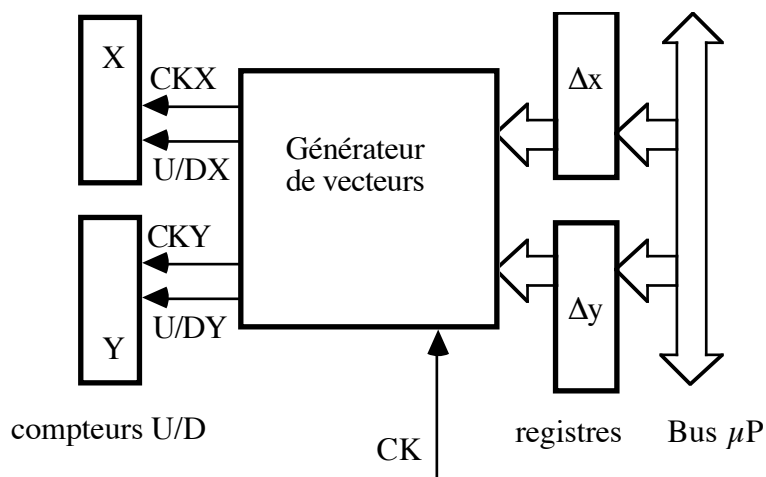 X
CKX
U/DX
Générateur
de vecteurs
Δx
CKY
U/DY
Y
Δy
compteurs U/D
CK
registres
Bus µP